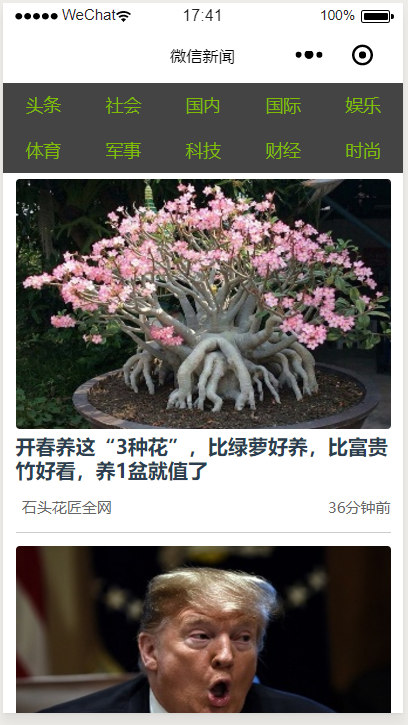 WeChat 17:41 100%
微信新闻
头条 社会 国内 国际 娱乐
体育 军事 科技 财经 时尚
开春养这“3种花”，比绿萝好养，比富贵
竹好看，养1盆就值了
石头花匠全网 36分钟前